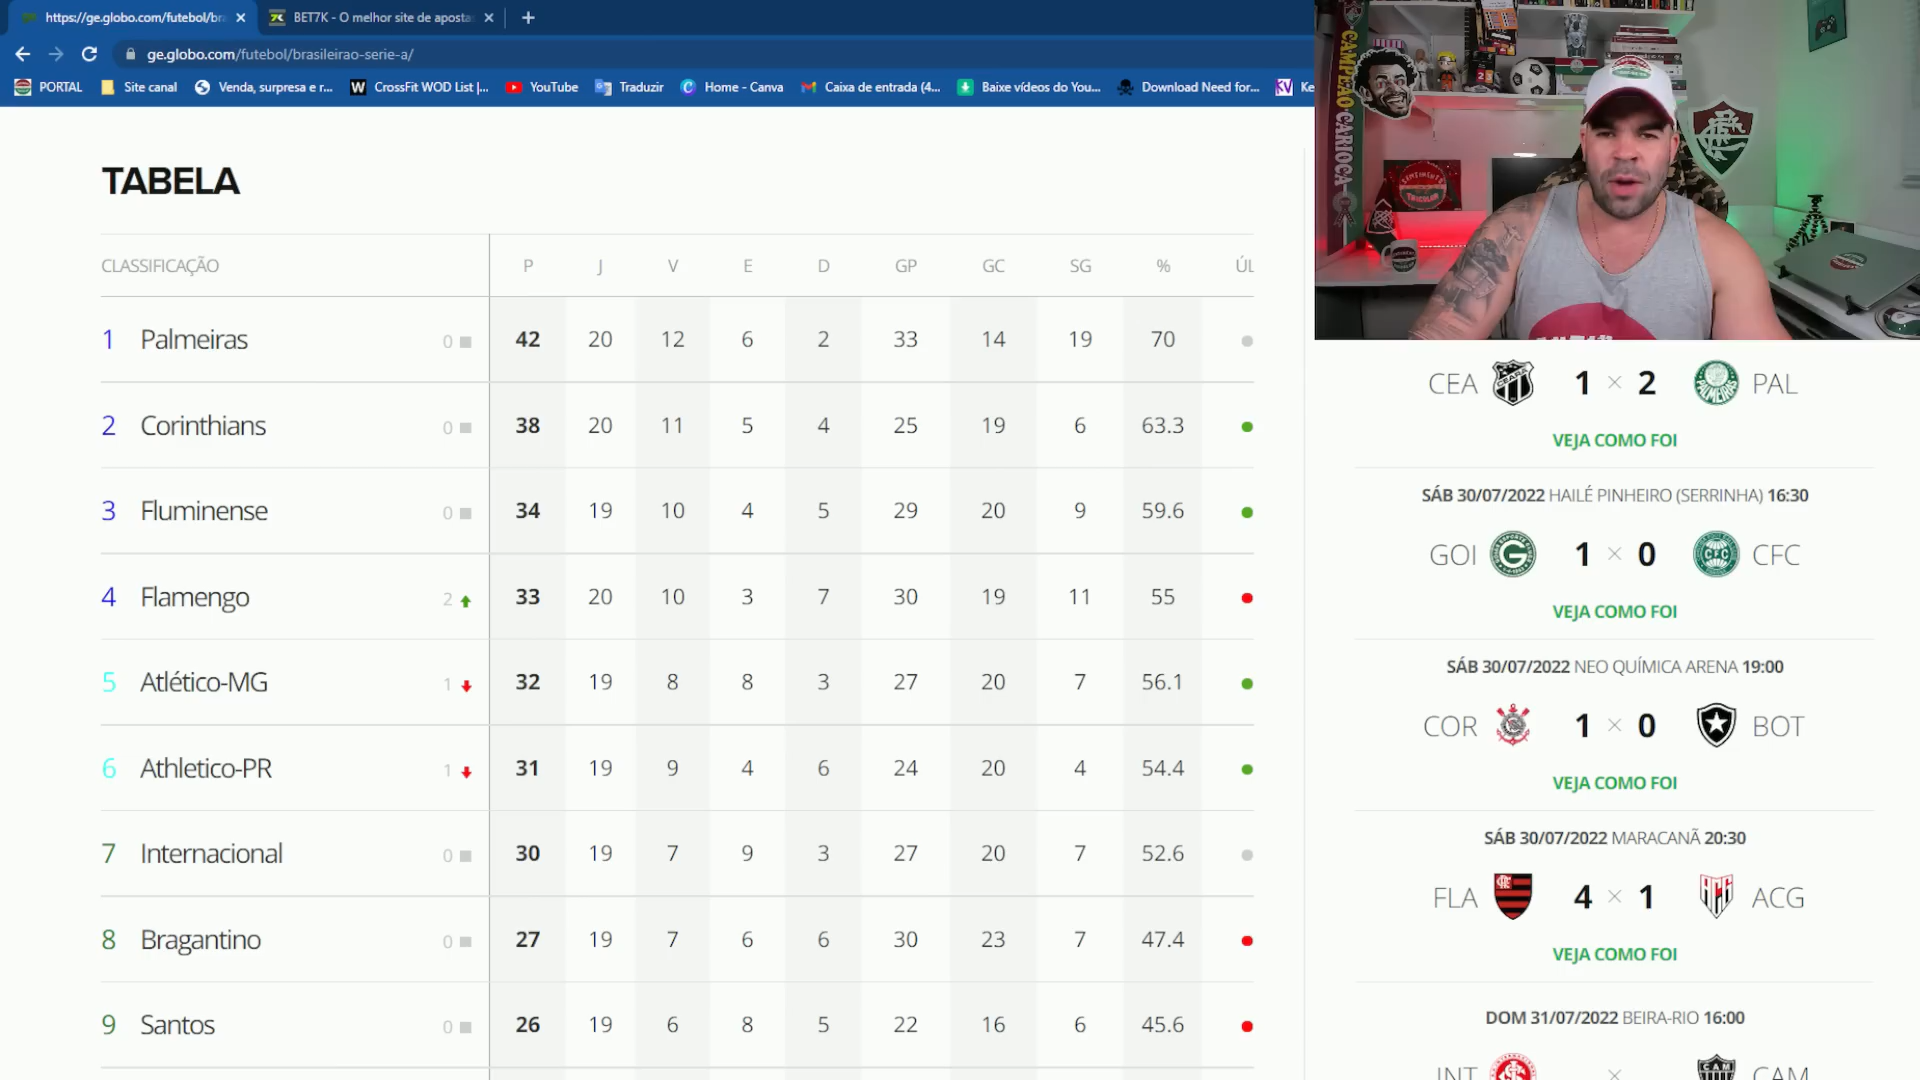 https://ge.globo.com/futebol/br
BET7K - O melhor site de aposta
ge.globo.com/futebol/brasileirao-serie-a/
PORTAL Site canal Venda, surpresa e r... CrossFit WOD List |... YouTube Traduzir Home - Canva Caixa de entrada (4... Baixe vídeos do You... Download Need for... KV Ke
CAMPEÃO CARIOCA
SENTIMENTO TRICOLOR
TABELA
CLASSIFICAÇÃO P J V E D GP GC SG % ÚL
1 Palmeiras 0 42 20 12 6 2 33 14 19 70
2 Corinthians 0 38 20 11 5 4 25 19 6 63.3
3 Fluminense 0 34 19 10 4 5 29 20 9 59.6
4 Flamengo 2 33 20 10 3 7 30 19 11 55
5 Atlético-MG 1 32 19 8 8 3 27 20 7 56.1
6 Athletico-PR 1 31 19 9 4 6 24 20 4 54.4
7 Internacional 0 30 19 7 9 3 27 20 7 52.6
8 Bragantino 0 27 19 7 6 6 30 23 7 47.4
9 Santos 0 26 19 6 8 5 22 16 6 45.6
CEA 1 × 2 PAL
VEJA COMO FOI
SÁB 30/07/2022 HAILÉ PINHEIRO (SERRINHA) 16:30
GOI 1 × 0 CFC
VEJA COMO FOI
SÁB 30/07/2022 NEO QUÍMICA ARENA 19:00
COR 1 × 0 BOT
VEJA COMO FOI
SÁB 30/07/2022 MARACANÃ 20:30
FLA 4 × 1 ACG
VEJA COMO FOI
DOM 31/07/2022 BEIRA-RIO 16:00
INT × CAM